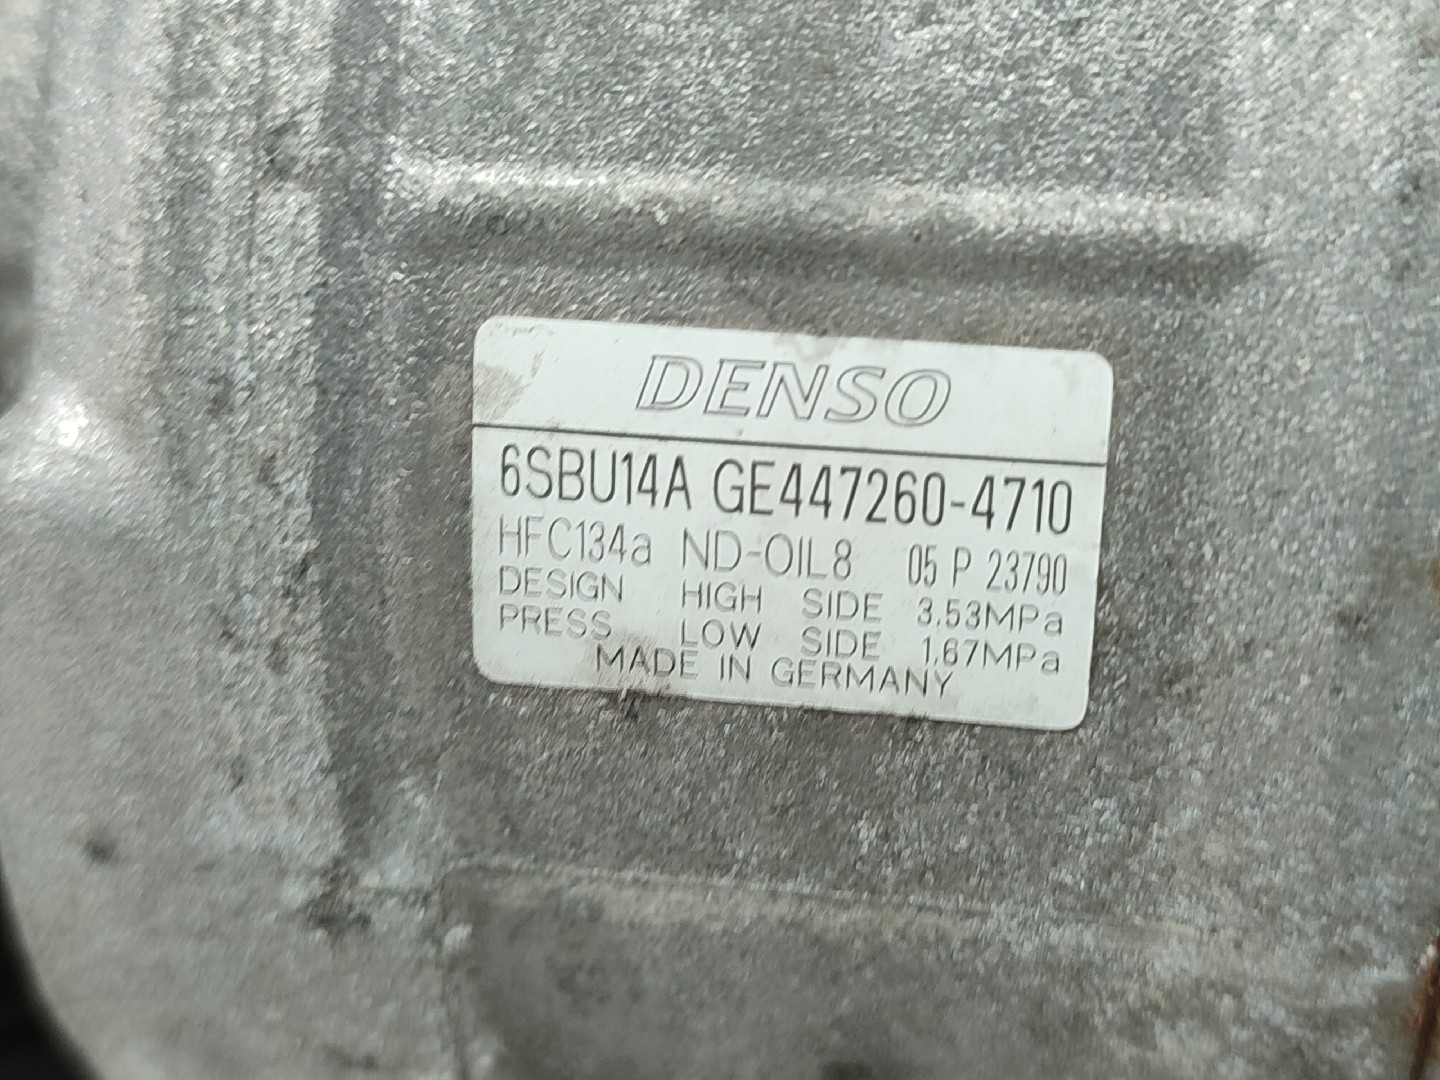 DENSO
6SBU14A GE447260-4710
HFC134a ND-OIL8 05 P 23790
DESIGN HIGH SIDE 3.53MPa
PRESS LOW SIDE 1.67MPa
MADE IN GERMANY